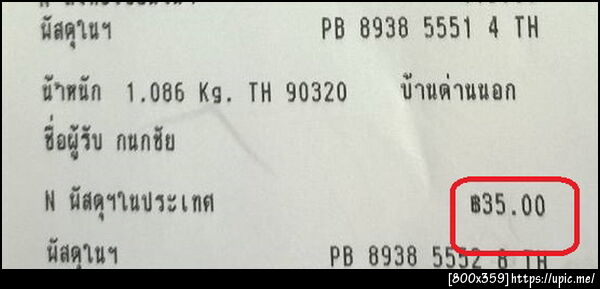 พัสดุในฯ PB 8938 5551 4 TH
น้ำหนัก 1.086 Kg. TH 90320 บ้านด่านนอก
ชื่อผู้รับ กนกชัย
N พัสดุฯในประเทศ ฿35.00
พัสดุในฯ PB 8938 5552 8 TH
[800x359]https://upic.me/